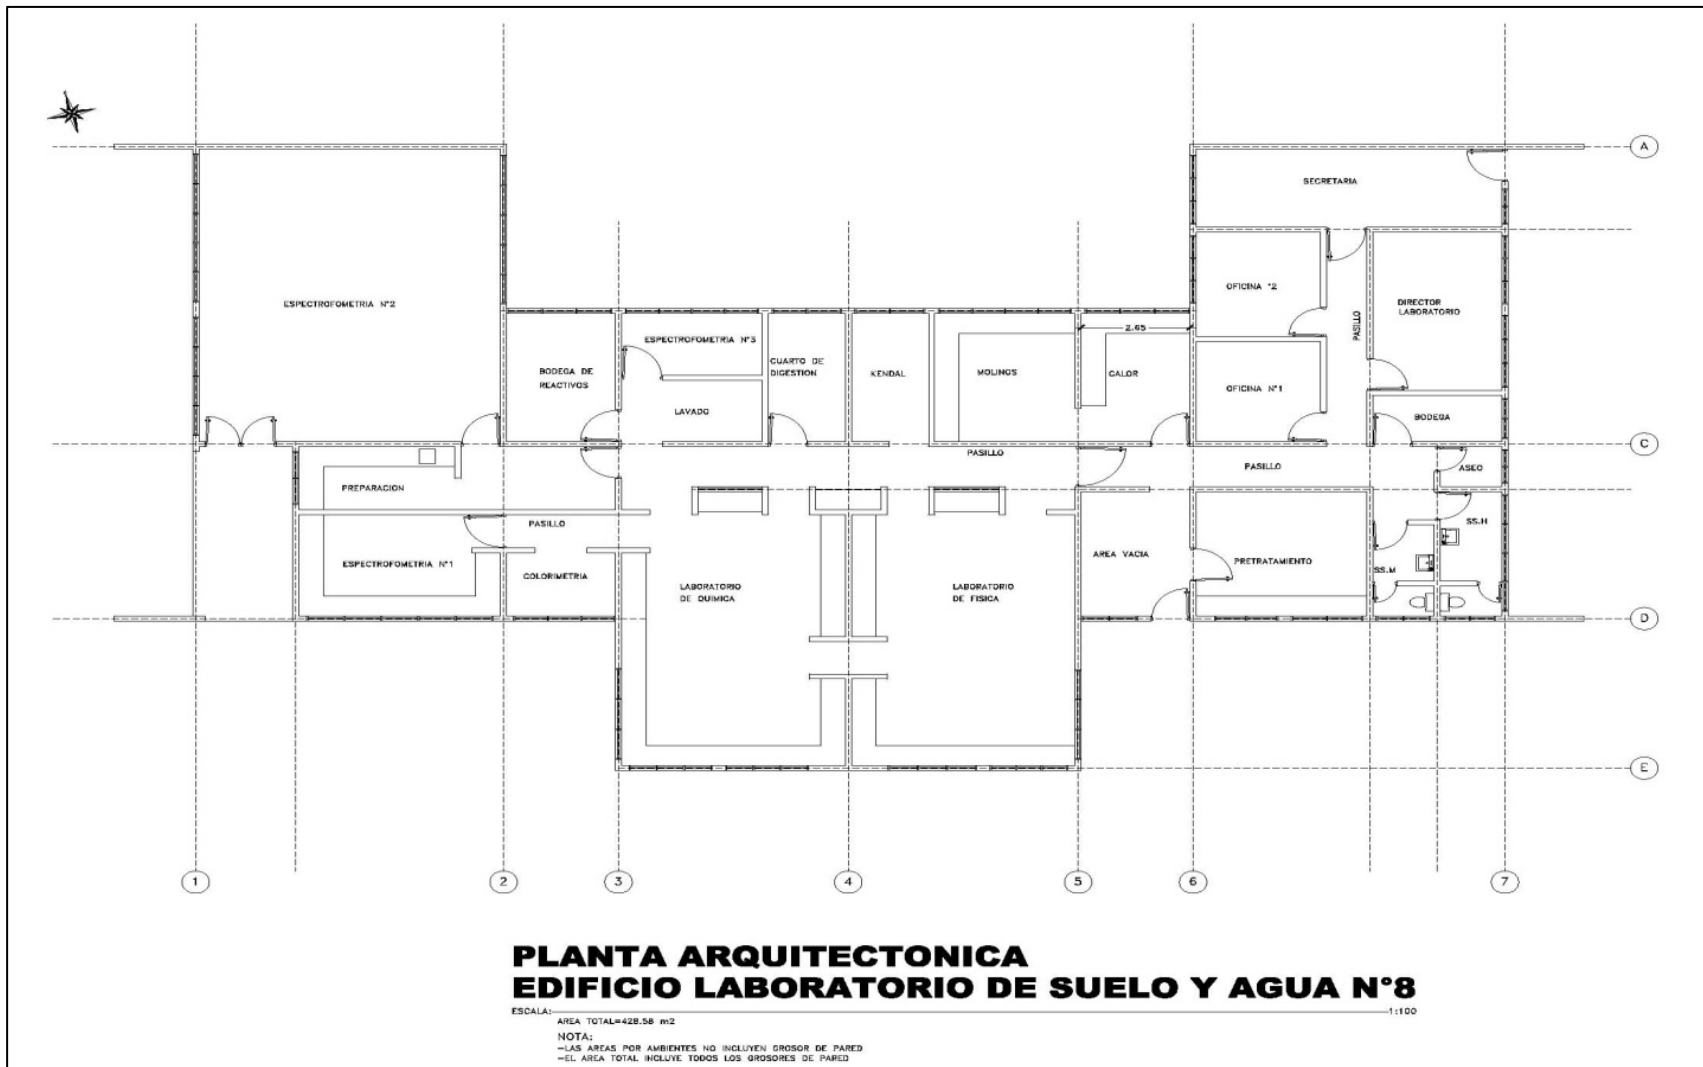 A
SECRETARIA
OFICINA °2
ESPECTROFOMETRIA N°2
DIRECTOR
LABORATORIO
PASILLO
2.65
ESPECTROFOMETRIA N°3
CUARTO DE
DIGESTION
BODEGA DE
REACTIVOS
KENDAL
MOLINOS
CALOR
OFICINA N°1
LAVADO
BODEGA
C
PASILLO
PASILLO
ASEO
PREPARACION
PASILLO
SS.H
AREA VACIA
ESPECTROFOMETRIA N°1
PRETRATAMIENTO
SS.M
COLORIMETRIA
LABORATORIO
DE QUIMICA
LABORATORIO
DE FISICA
D
E
1 2 3 4 5 6 7
PLANTA ARQUITECTONICA
EDIFICIO LABORATORIO DE SUELO Y AGUA N°8
ESCALA: 1:100
AREA TOTAL=428.58 m2
NOTA:
-LAS AREAS POR AMBIENTES NO INCLUYEN GROSOR DE PARED
-EL AREA TOTAL INCLUYE TODOS LOS GROSORES DE PARED